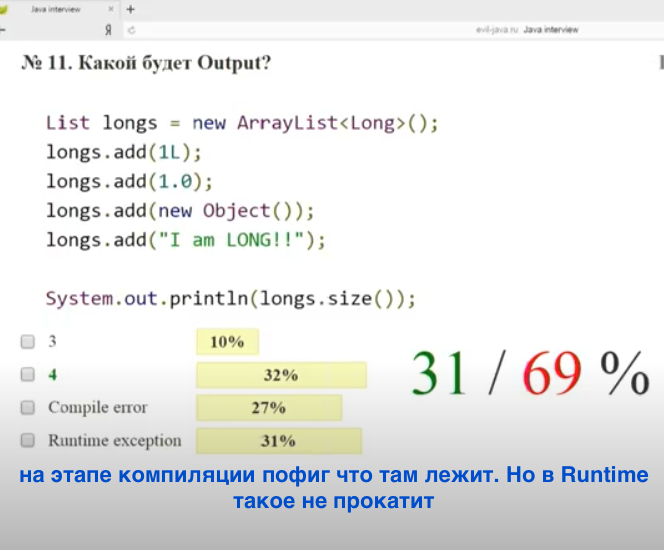 Java interview
Я
evil-java.ru Java interview
№ 11. Какой будет Output?
List longs = new ArrayList<Long>();
longs.add(1L);
longs.add(1.0);
longs.add(new Object());
longs.add("I am LONG!!");
System.out.println(longs.size());
3 10%
4 32%
Compile error 27%
Runtime exception 31%
31 / 69 %
на этапе компиляции пофиг что там лежит. Но в Runtime
такое не прокатит